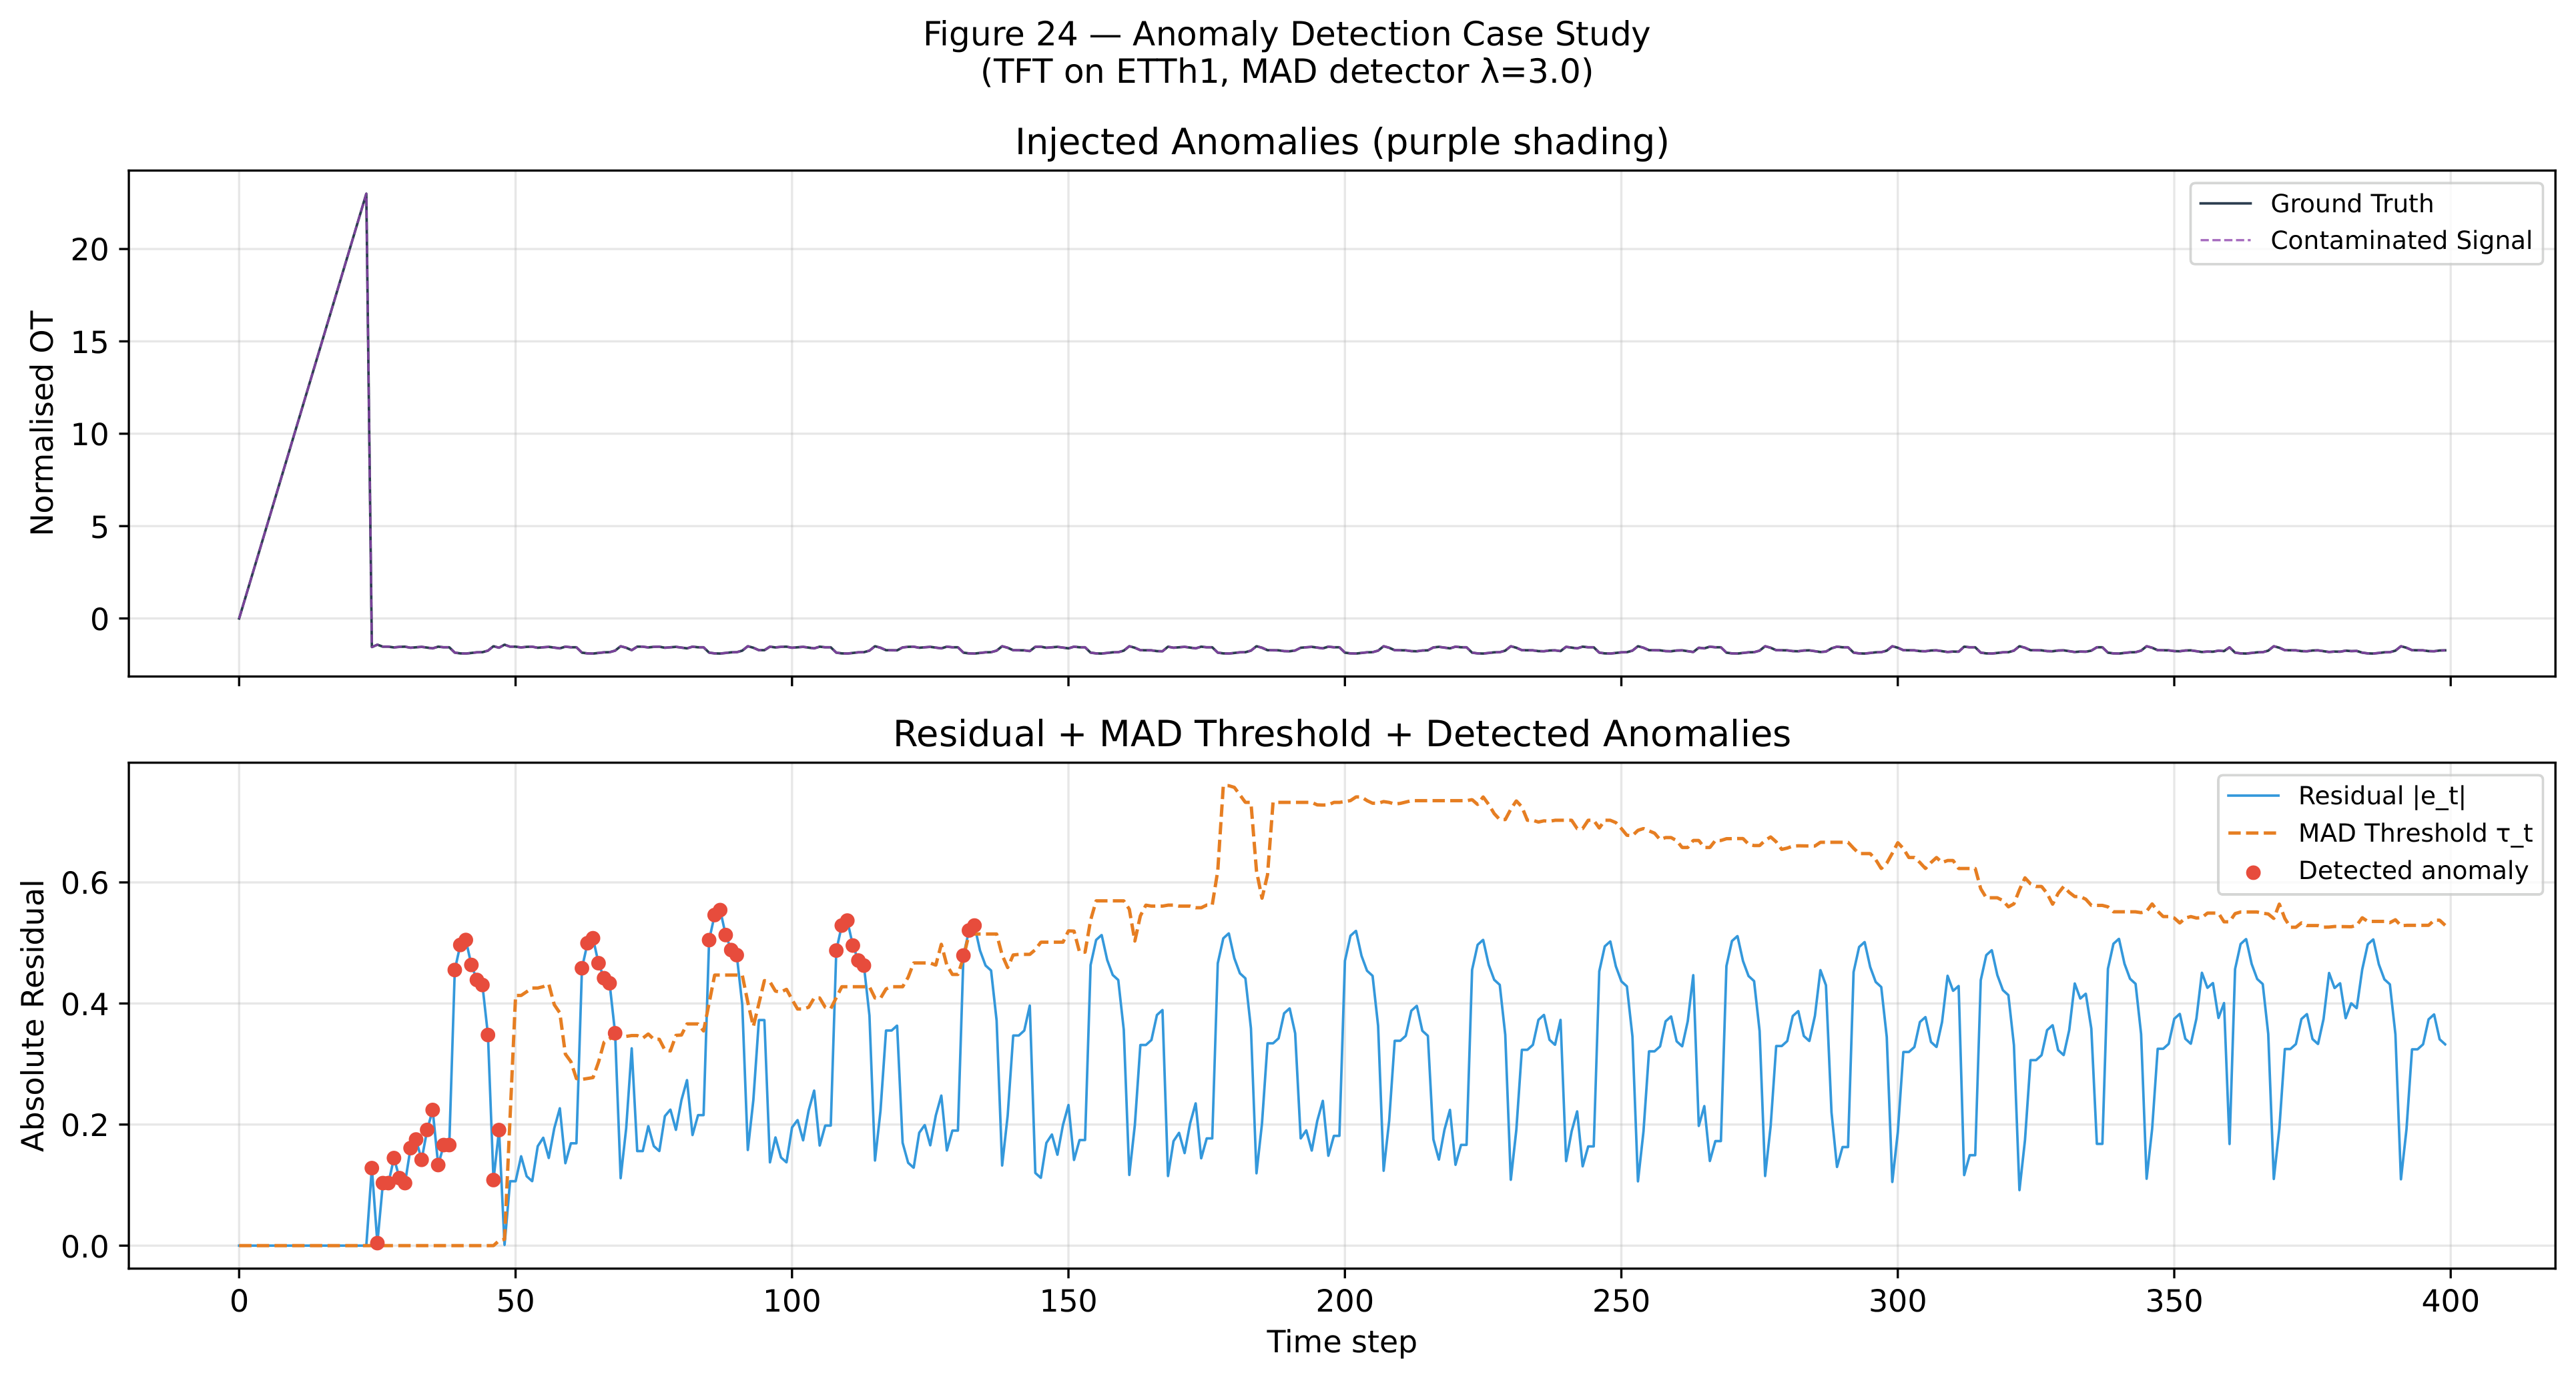 Figure 24 — Anomaly Detection Case Study
(TFT on ETTh1, MAD detector λ=3.0)
Injected Anomalies (purple shading)
Ground Truth
Contaminated Signal
Normalised OT
20
15
10
5
0
Residual + MAD Threshold + Detected Anomalies
Residual |e_t|
MAD Threshold τ_t
Detected anomaly
Absolute Residual
0.6
0.4
0.2
0.0
0 50 100 150 200 250 300 350 400
Time step